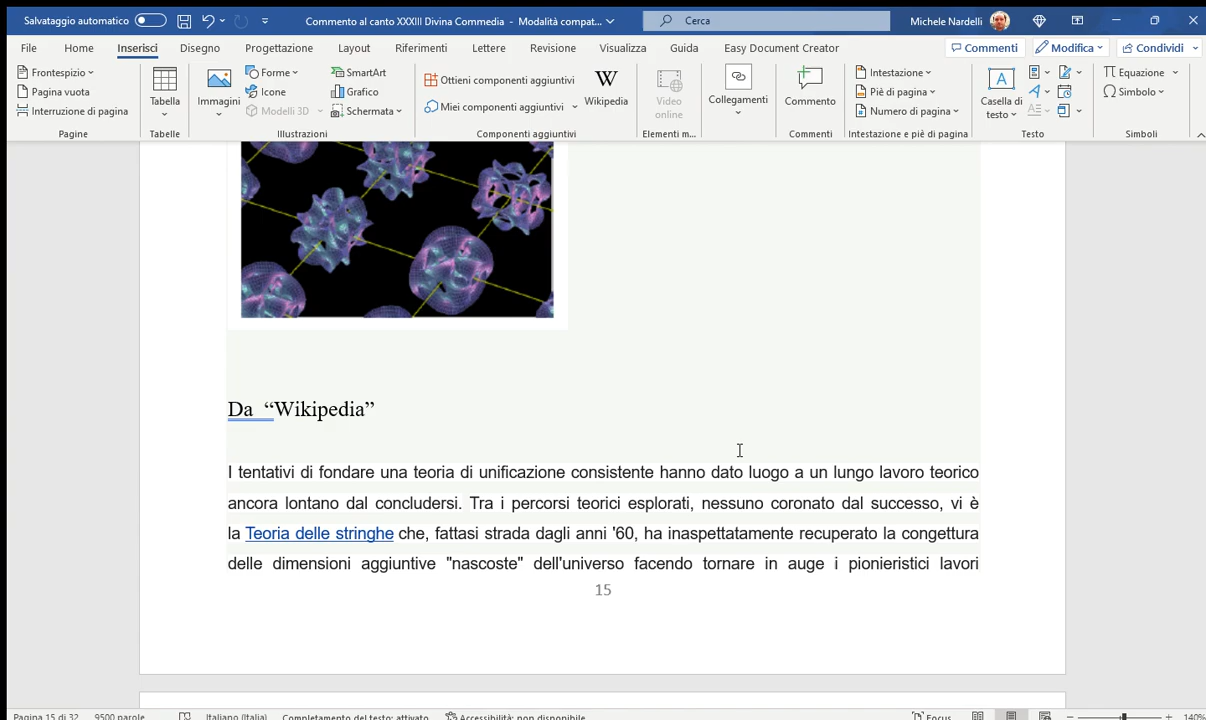 Salvataggio automatico
Commento al canto XXXIII Divina Commedia - Modalità compat...
Cerca
Michele Nardelli
File Home Inserisci Disegno Progettazione Layout Riferimenti Lettere Revisione Visualizza Guida Easy Document Creator
Commenti Modifica Condividi
Frontespizio
Pagina vuota
Interruzione di pagina
Pagine
Tabella
Tabelle
Immagini
Forme
Icone
Modelli 3D
SmartArt
Grafico
Schermata
Illustrazioni
Ottieni componenti aggiuntivi
Miei componenti aggiuntivi
W
Wikipedia
Componenti aggiuntivi
Video
online
Elementi m...
Collegamenti
Commento
Commenti
Intestazione
Piè di pagina
Numero di pagina
Intestazione e piè di pagina
Casella di
testo
Testo
Equazione
Simbolo
Simboli
Da “Wikipedia”
I tentativi di fondare una teoria di unificazione consistente hanno dato luogo a un lungo lavoro teorico
ancora lontano dal concludersi. Tra i percorsi teorici esplorati, nessuno coronato dal successo, vi è
la Teoria delle stringhe che, fattasi strada dagli anni '60, ha inaspettatamente recuperato la congettura
delle dimensioni aggiuntive "nascoste" dell'universo facendo tornare in auge i pionieristici lavori
15
Pagina 15 di 32 9500 parole Italiano (Italia) Completamento del testo: attivato Accessibilità: non disponibile Focus 140%